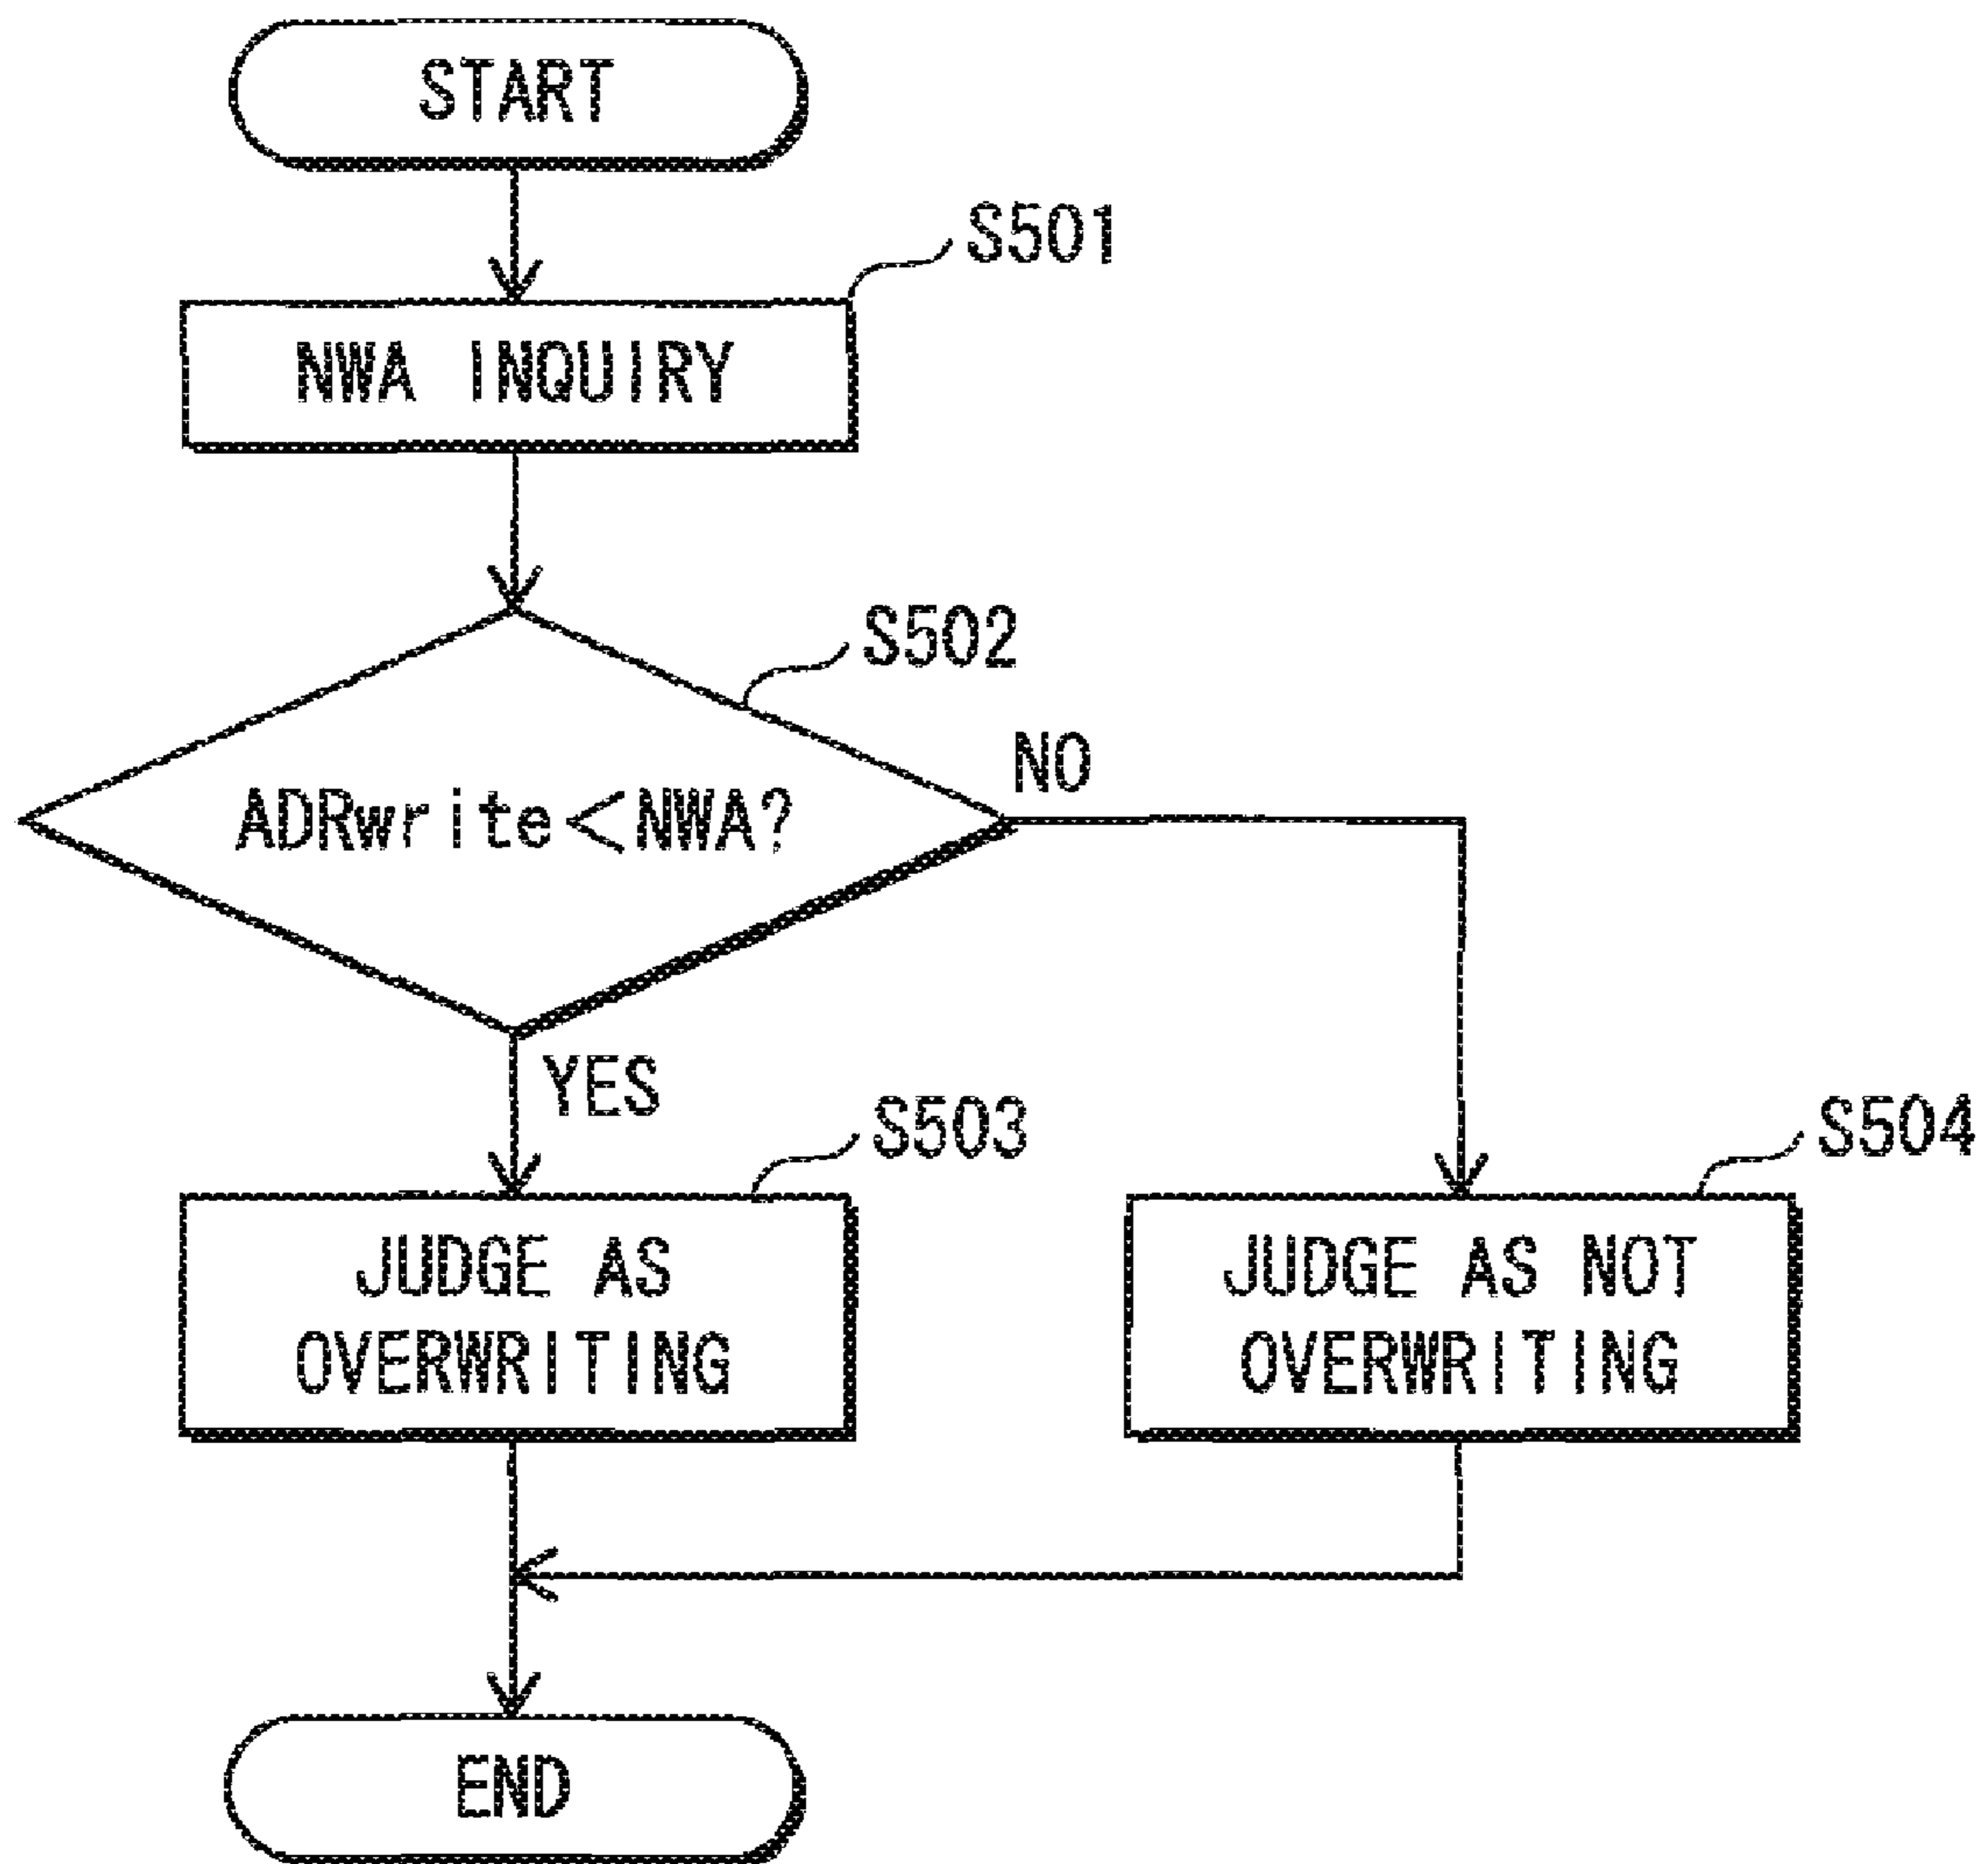 START
S501
NWA INQUIRY
S502
NO
ADRwrite<NWA?
YES
S503
S504
JUDGE AS
OVERWRITING
JUDGE AS NOT
OVERWRITING
END